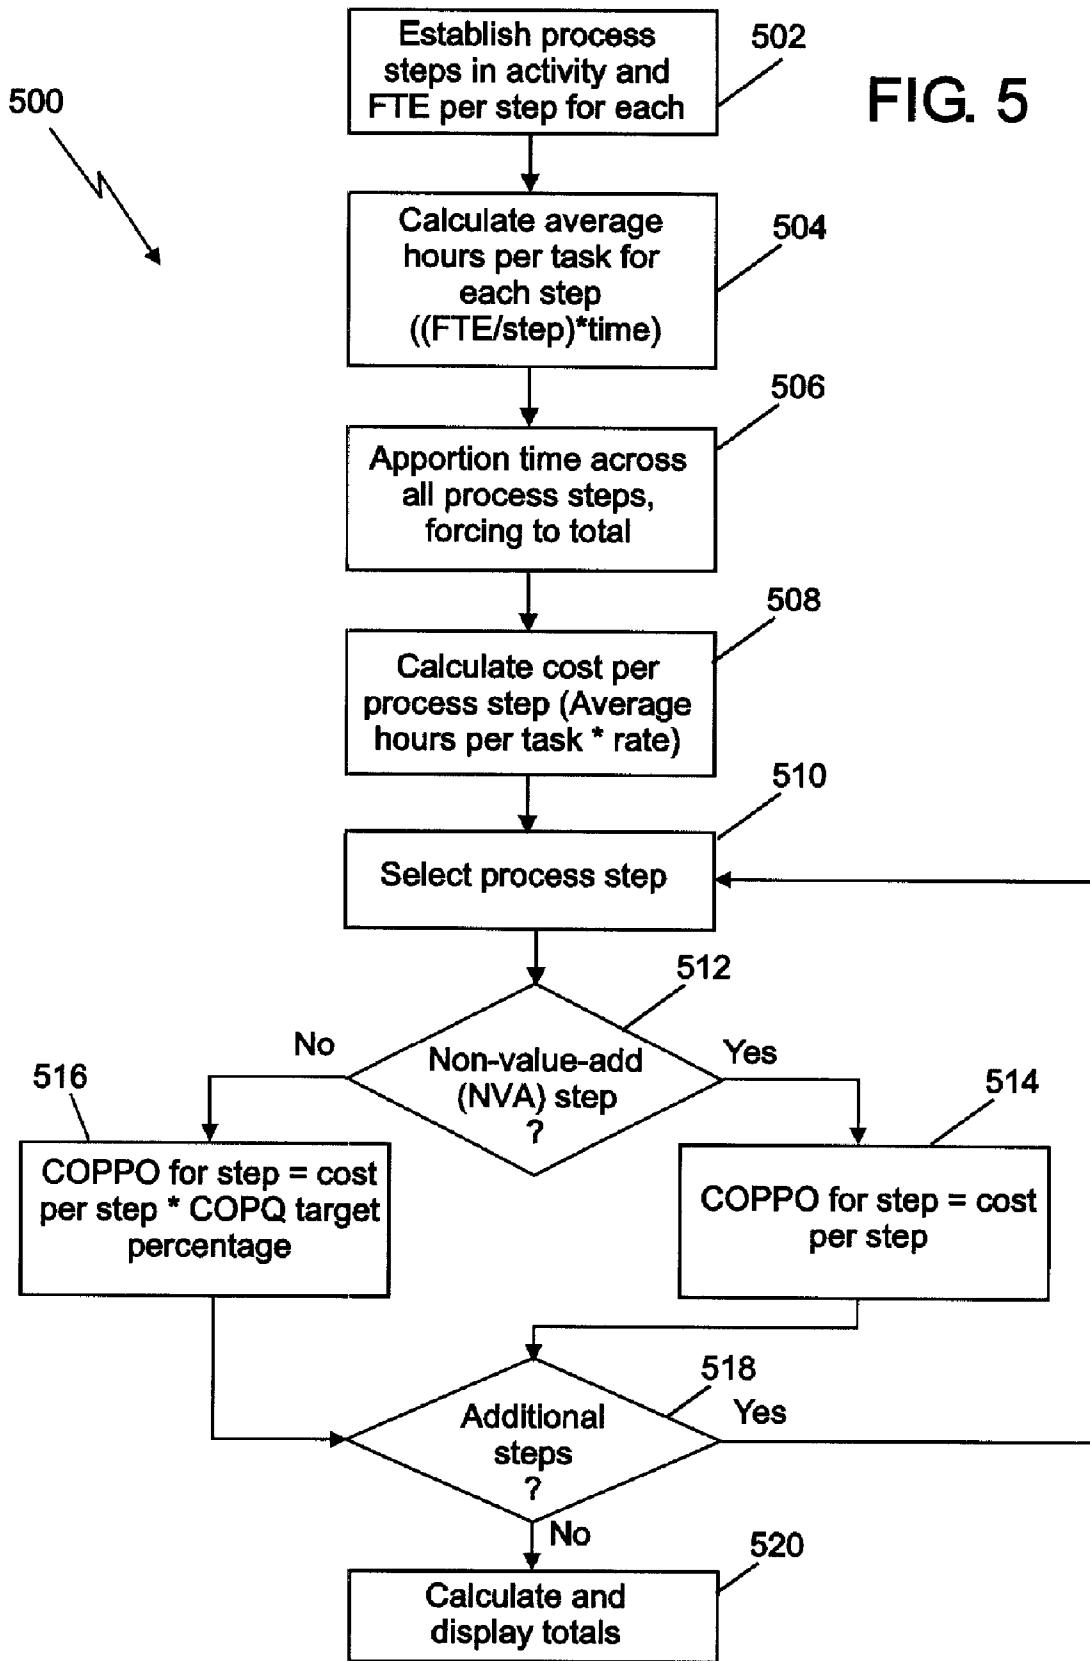 Establish process
steps in activity and
FTE per step for each
502
FIG. 5
500
Calculate average
hours per task for
each step
((FTE/step)*time)
504
506
Apportion time across
all process steps,
forcing to total
508
Calculate cost per
process step (Average
hours per task * rate)
510
Select process step
512
No
Non-value-add
(NVA) step
?
Yes
516
514
COPPO for step = cost
per step * COPQ target
percentage
COPPO for step = cost
per step
518
Additional
steps
?
Yes
No
520
Calculate and
display totals